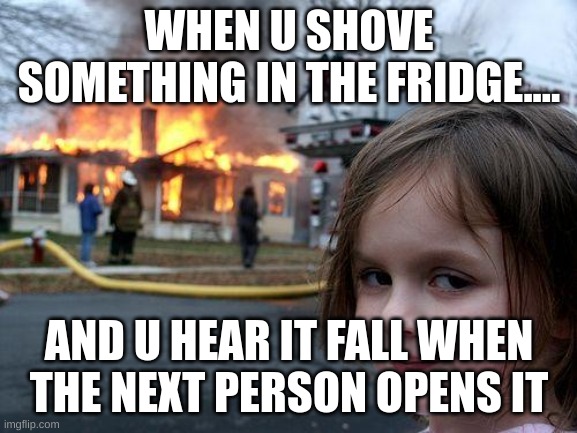 WHEN U SHOVE
SOMETHING IN THE FRIDGE....
AND U HEAR IT FALL WHEN
THE NEXT PERSON OPENS IT
imgflip.com